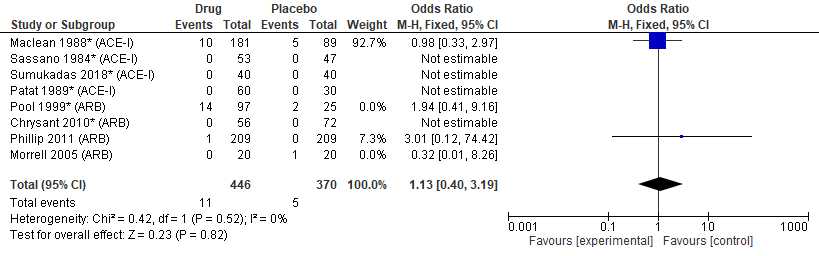 Drug Placebo Odds Ratio Odds Ratio
Study or Subgroup Events Total Events Total Weight M-H, Fixed, 95% CI M-H, Fixed, 95% CI
Maclean 1988* (ACE-I) 10 181 5 89 92.7% 0.98 [0.33, 2.97]
Sassano 1984* (ACE-I) 0 53 0 47 Not estimable
Sumukadas 2018* (ACE-I) 0 40 0 40 Not estimable
Patat 1989* (ACE-I) 0 60 0 30 Not estimable
Pool 1999* (ARB) 14 97 2 25 0.0% 1.94 [0.41, 9.16]
Chrysant 2010* (ARB) 0 56 0 72 Not estimable
Phillip 2011 (ARB) 1 209 0 209 7.3% 3.01 [0.12, 74.42]
Morrell 2005 (ARB) 0 20 1 20 0.0% 0.32 [0.01, 8.26]
Total (95% CI) 446 370 100.0% 1.13 [0.40, 3.19]
Total events 11 5
Heterogeneity: Chi² = 0.42, df = 1 (P = 0.52); I² = 0%
Test for overall effect: Z = 0.23 (P = 0.82)
0.001 0.1 1 10 1000
Favours [experimental] Favours [control]